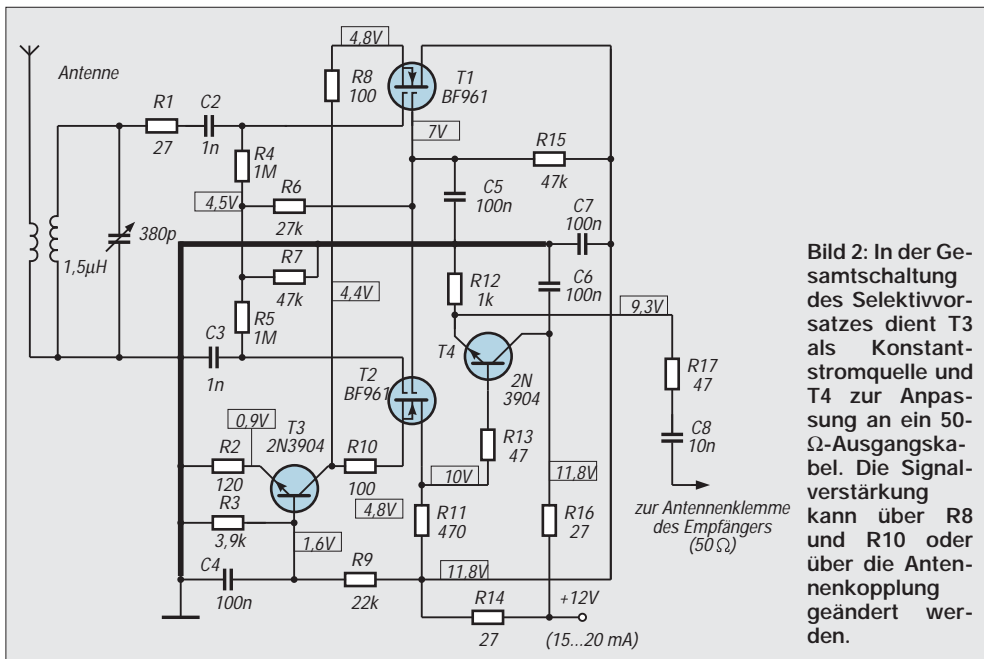 Antenne
R1
27
C2
1n
4,8V
R8
100
T1
BF961
7V
R15
47k
R4
1M
4,5V
R6
27k
C5
100n
C7
100n
380p
1,5µH
R7
47k
4,4V
R12
1k
C6
100n
9,3V
R5
1M
C3
1n
T4
2N
3904
T2
BF961
R17
47
T3
2N3904
0,9V
R2
120
R10
100
R13
47
C8
10n
10V
11,8V
R3
3,9k
4,8V
R11
470
R16
27
zur Antennenklemme
des Empfängers
(50 Ω)
1,6V
C4
100n
R9
22k
11,8V
R14
27
+12V
(15...20 mA)
Bild 2: In der Ge-
samtschaltung
des Selektivvor-
satzes dient T3
als Konstant-
stromquelle und
T4 zur Anpas-
sung an ein 50-
Ω-Ausgangska-
bel. Die Signal-
verstärkung
kann über R8
und R10 oder
über die Anten-
nenkopplung
geändert wer-
den.